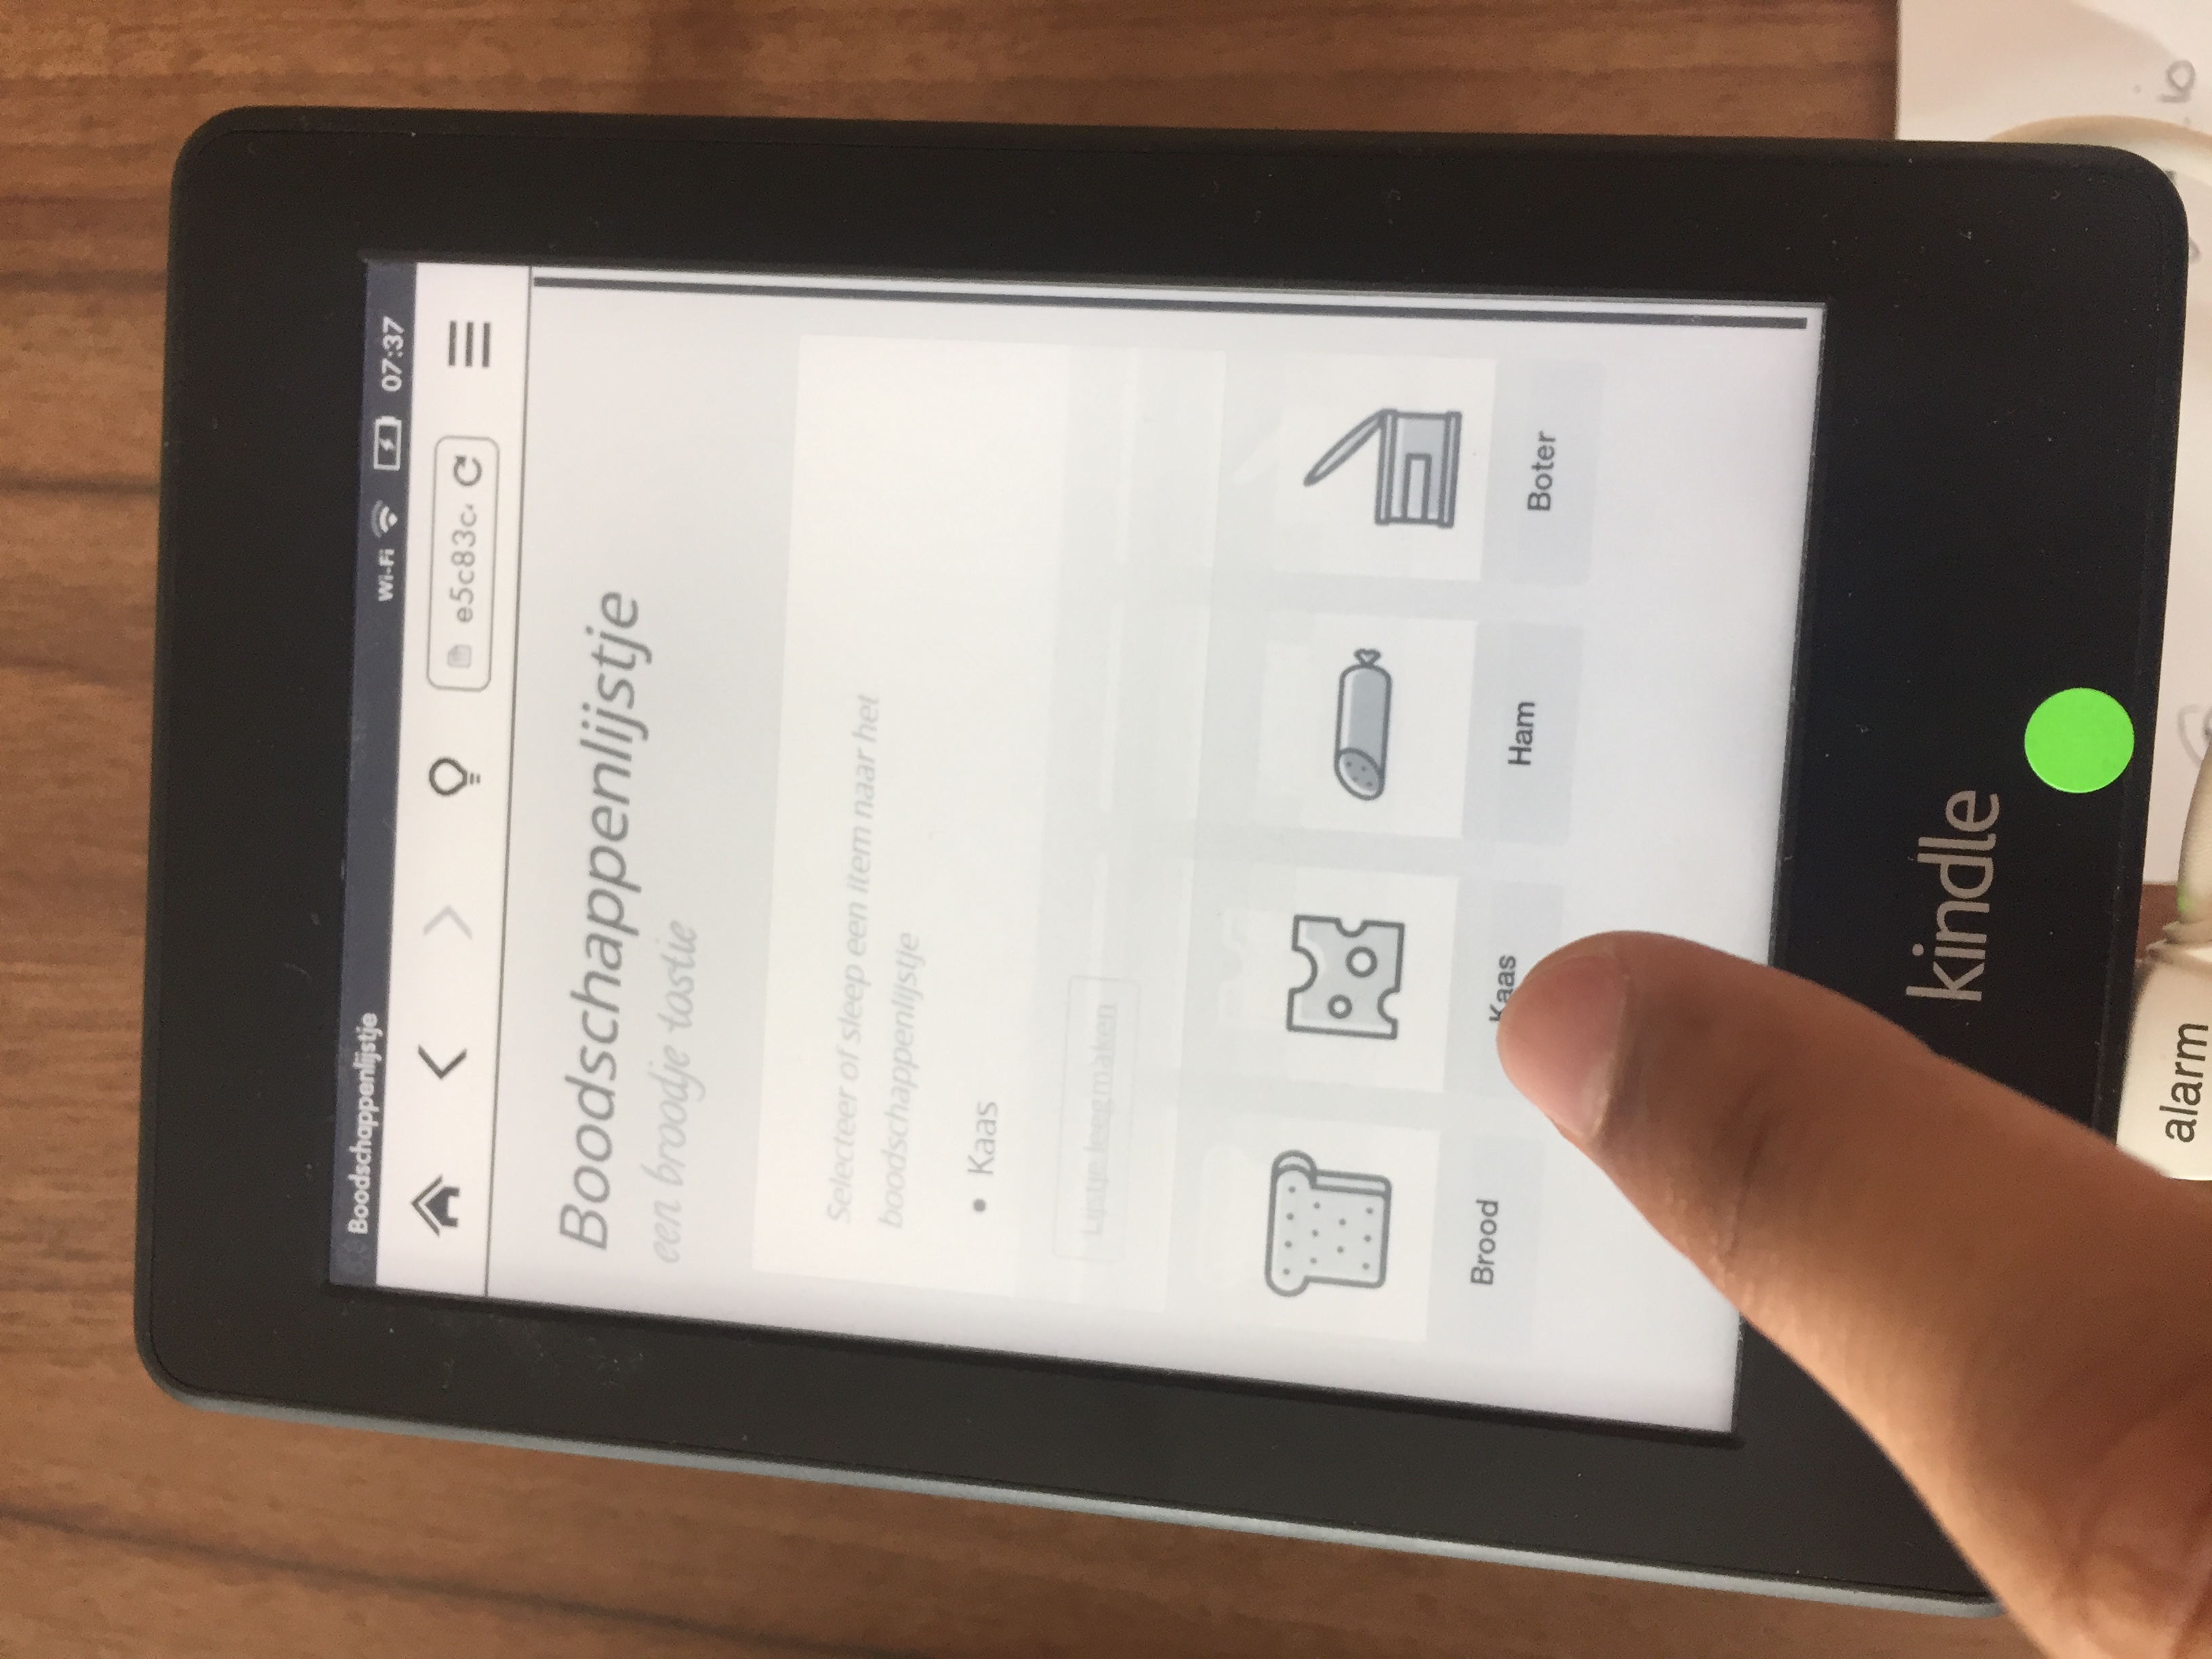 Boodschappenlijstje
Wi-Fi 07:37
e5c83c
Boodschappenlijstje
een broodje tostie
Selecteer of sleep een item naar het
boodschappenlijstje
• Kaas
Lijstje leegmaken
Brood Kaas Ham Boter
kindle
alarm